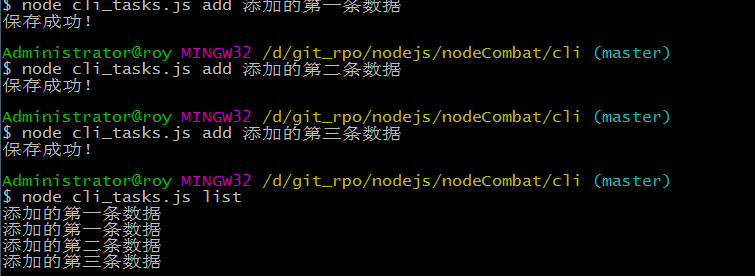 $ node cli_tasks.js add 添加的第一条数据
保存成功!
Administrator@roy MINGW32 /d/git_rpo/nodejs/nodeCombat/cli (master)
$ node cli_tasks.js add 添加的第二条数据
保存成功!
Administrator@roy MINGW32 /d/git_rpo/nodejs/nodeCombat/cli (master)
$ node cli_tasks.js add 添加的第三条数据
保存成功!
Administrator@roy MINGW32 /d/git_rpo/nodejs/nodeCombat/cli (master)
$ node cli_tasks.js list
添加的第一条数据
添加的第一条数据
添加的第二条数据
添加的第三条数据